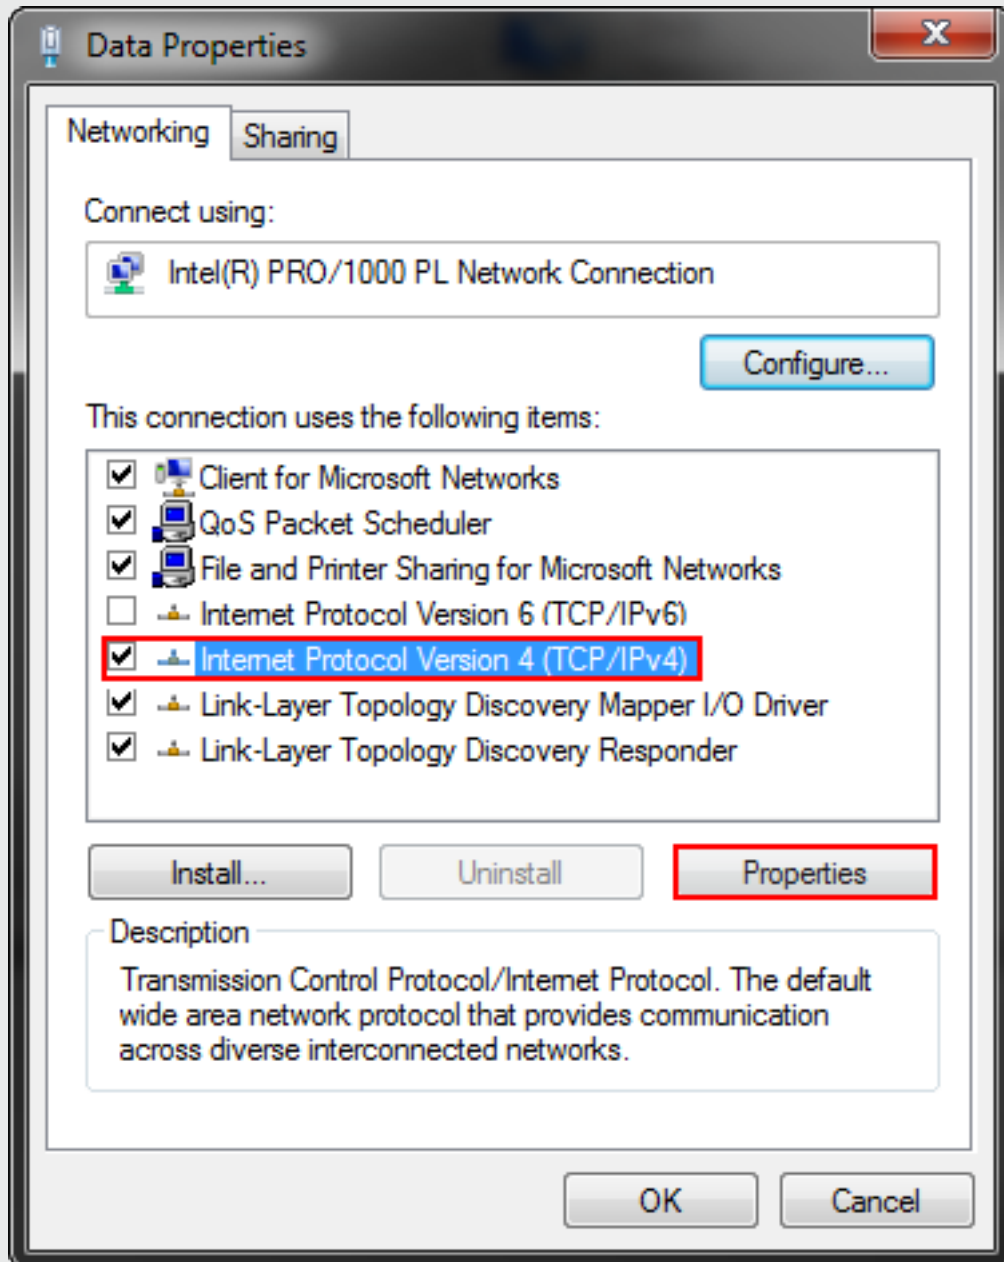 Data Properties
Networking
Sharing
Connect using:
Intel(R) PRO/1000 PL Network Connection
Configure...
This connection uses the following items:
Client for Microsoft Networks
QoS Packet Scheduler
File and Printer Sharing for Microsoft Networks
Internet Protocol Version 6 (TCP/IPv6)
Internet Protocol Version 4 (TCP/IPv4)
Link-Layer Topology Discovery Mapper I/O Driver
Link-Layer Topology Discovery Responder
Install...
Uninstall
Properties
Description
Transmission Control Protocol/Internet Protocol. The default
wide area network protocol that provides communication
across diverse interconnected networks.
OK
Cancel